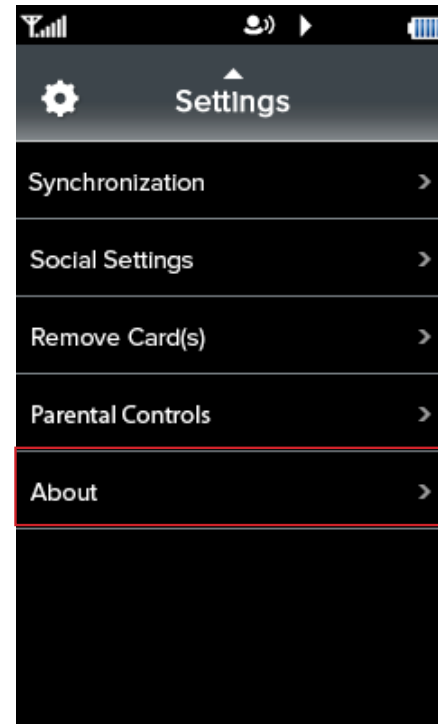 Settings
Synchronization
Social Settings
Remove Card(s)
Parental Controls
About